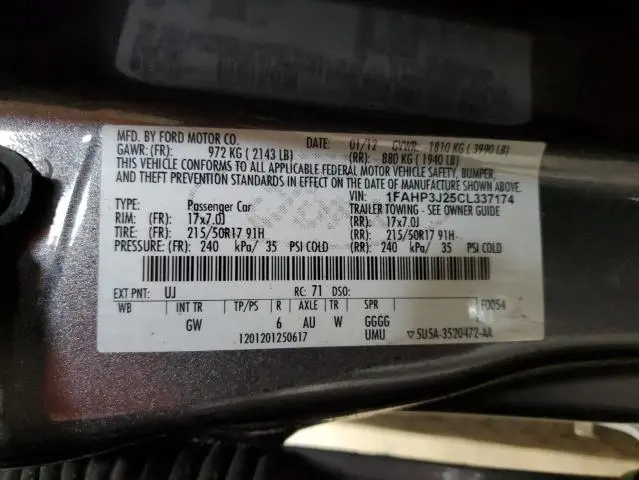 MFD. BY FORD MOTOR CO. DATE: 01/12 GVWR: 1810 KG ( 3990 LB)
GAWR: (FR): 972 KG ( 2143 LB) (RR): 880 KG ( 1940 LB)
THIS VEHICLE CONFORMS TO ALL APPLICABLE FEDERAL MOTOR VEHICLE SAFETY, BUMPER,
AND THEFT PREVENTION STANDARDS IN EFFECT ON THE DATE OF MANUFACTURE SHOWN ABOVE.
VIN: 1FAHP3J25CL337174
TYPE: Passenger Car TRAILER TOWING - SEE OWNER GUIDE
RIM: (FR): 17x7.0J (RR): 17x7.0J
TIRE: (FR): 215/50R17 91H (RR): 215/50R17 91H
PRESSURE: (FR): 240 kPa/ 35 PSI COLD (RR): 240 kPa/ 35 PSI COLD
EXT PNT: UJ RC: 71 DSO: F0054
WB INT TR TP/PS R AXLE TR SPR
GW 6 AU W GGGG
1201201250617 UMU ▽5U5A-3520472-AA